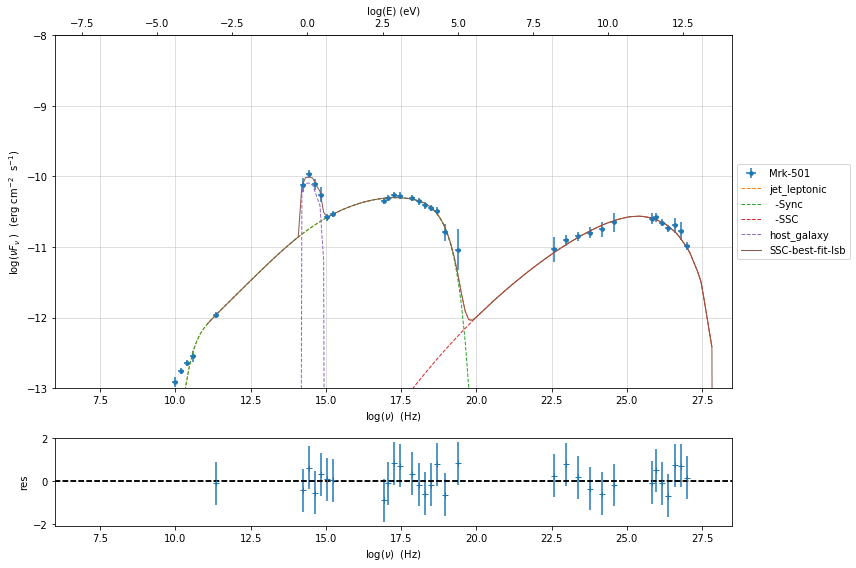 log(E) (eV)
−7.5 −5.0 −2.5 0.0 2.5 5.0 7.5 10.0 12.5
−8
−9
−10
−11
−12
−13
log(νFν ) (erg cm−2 s−1)
7.5 10.0 12.5 15.0 17.5 20.0 22.5 25.0 27.5
log(ν) (Hz)
Mrk-501
jet_leptonic
-Sync
-SSC
host_galaxy
SSC-best-fit-lsb
2
0
−2
res
7.5 10.0 12.5 15.0 17.5 20.0 22.5 25.0 27.5
log(ν) (Hz)